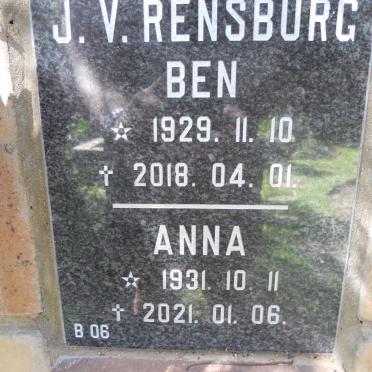 J. V. RENSBURG
BEN
☆ 1929. 11. 10
✝ 2018. 04. 01.
ANNA
☆ 1931. 10 11
✝ 2021. 01. 06.
B 06